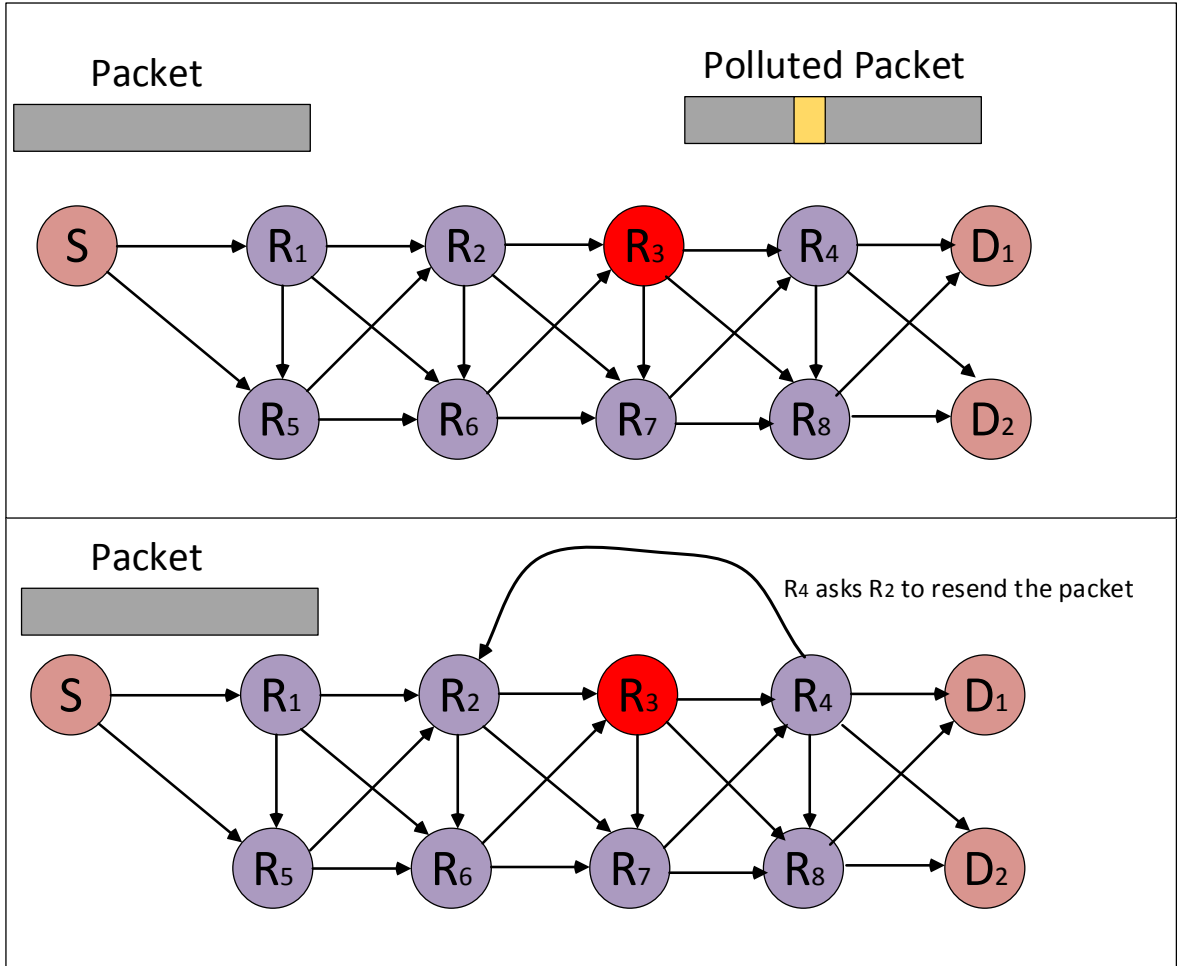 Packet
Polluted Packet
S
R1
R2
R3
R4
D1
R5
R6
R7
R8
D2
Packet
R4 asks R2 to resend the packet
S
R1
R2
R3
R4
D1
R5
R6
R7
R8
D2